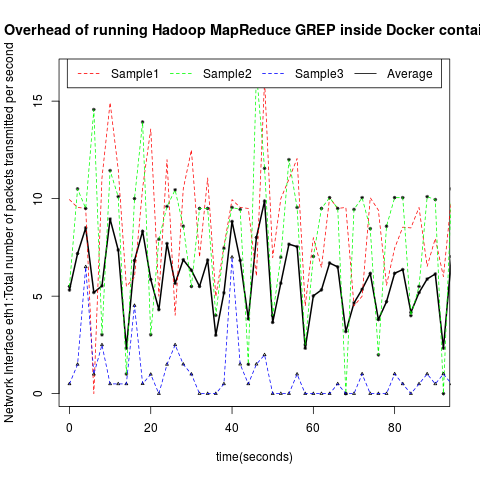 Overhead of running Hadoop MapReduce GREP inside Docker contai
Sample1 Sample2 Sample3 Average
Network Interface eth1:Total number of packets transmitted per second
15
10
5
0
0 20 40 60 80
time(seconds)